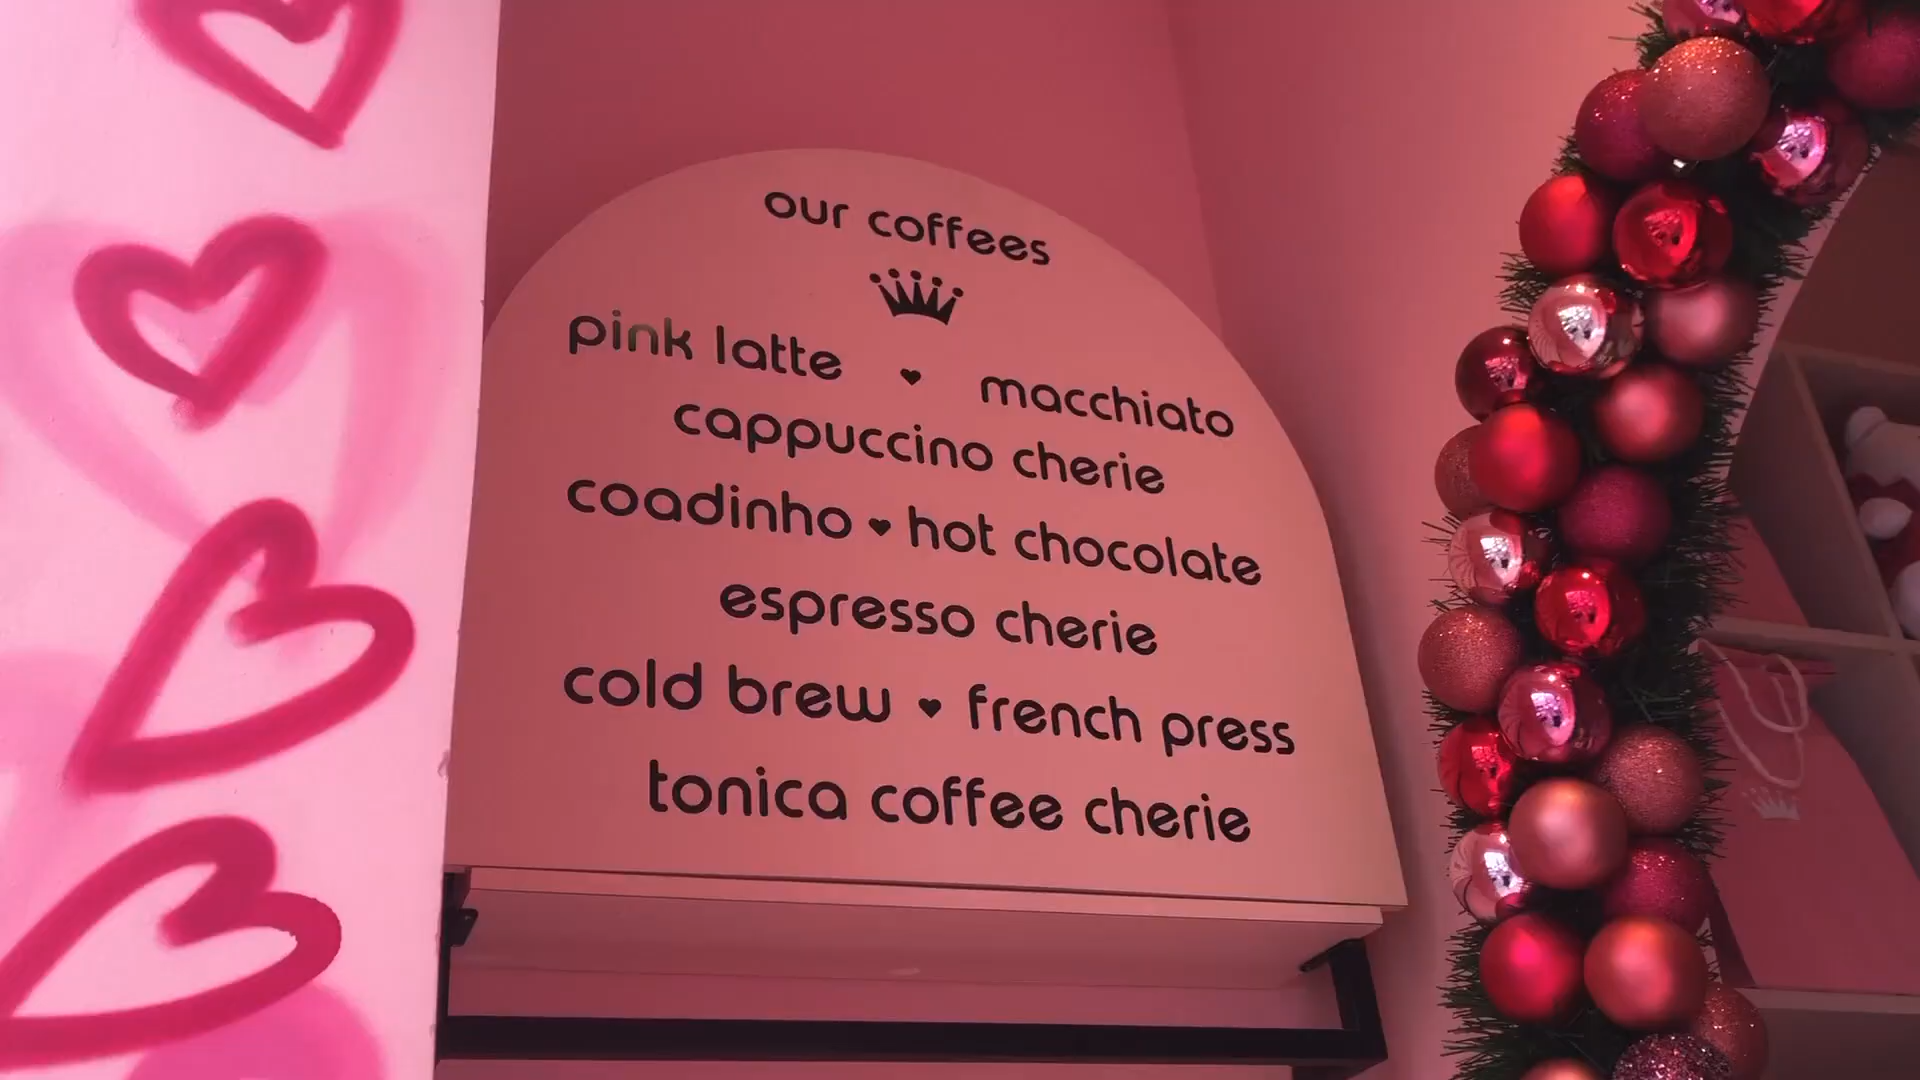 our coffees
pink latte ♥ macchiato
cappuccino cherie
coadinho ♥ hot chocolate
espresso cherie
cold brew ♥ french press
tonica coffee cherie